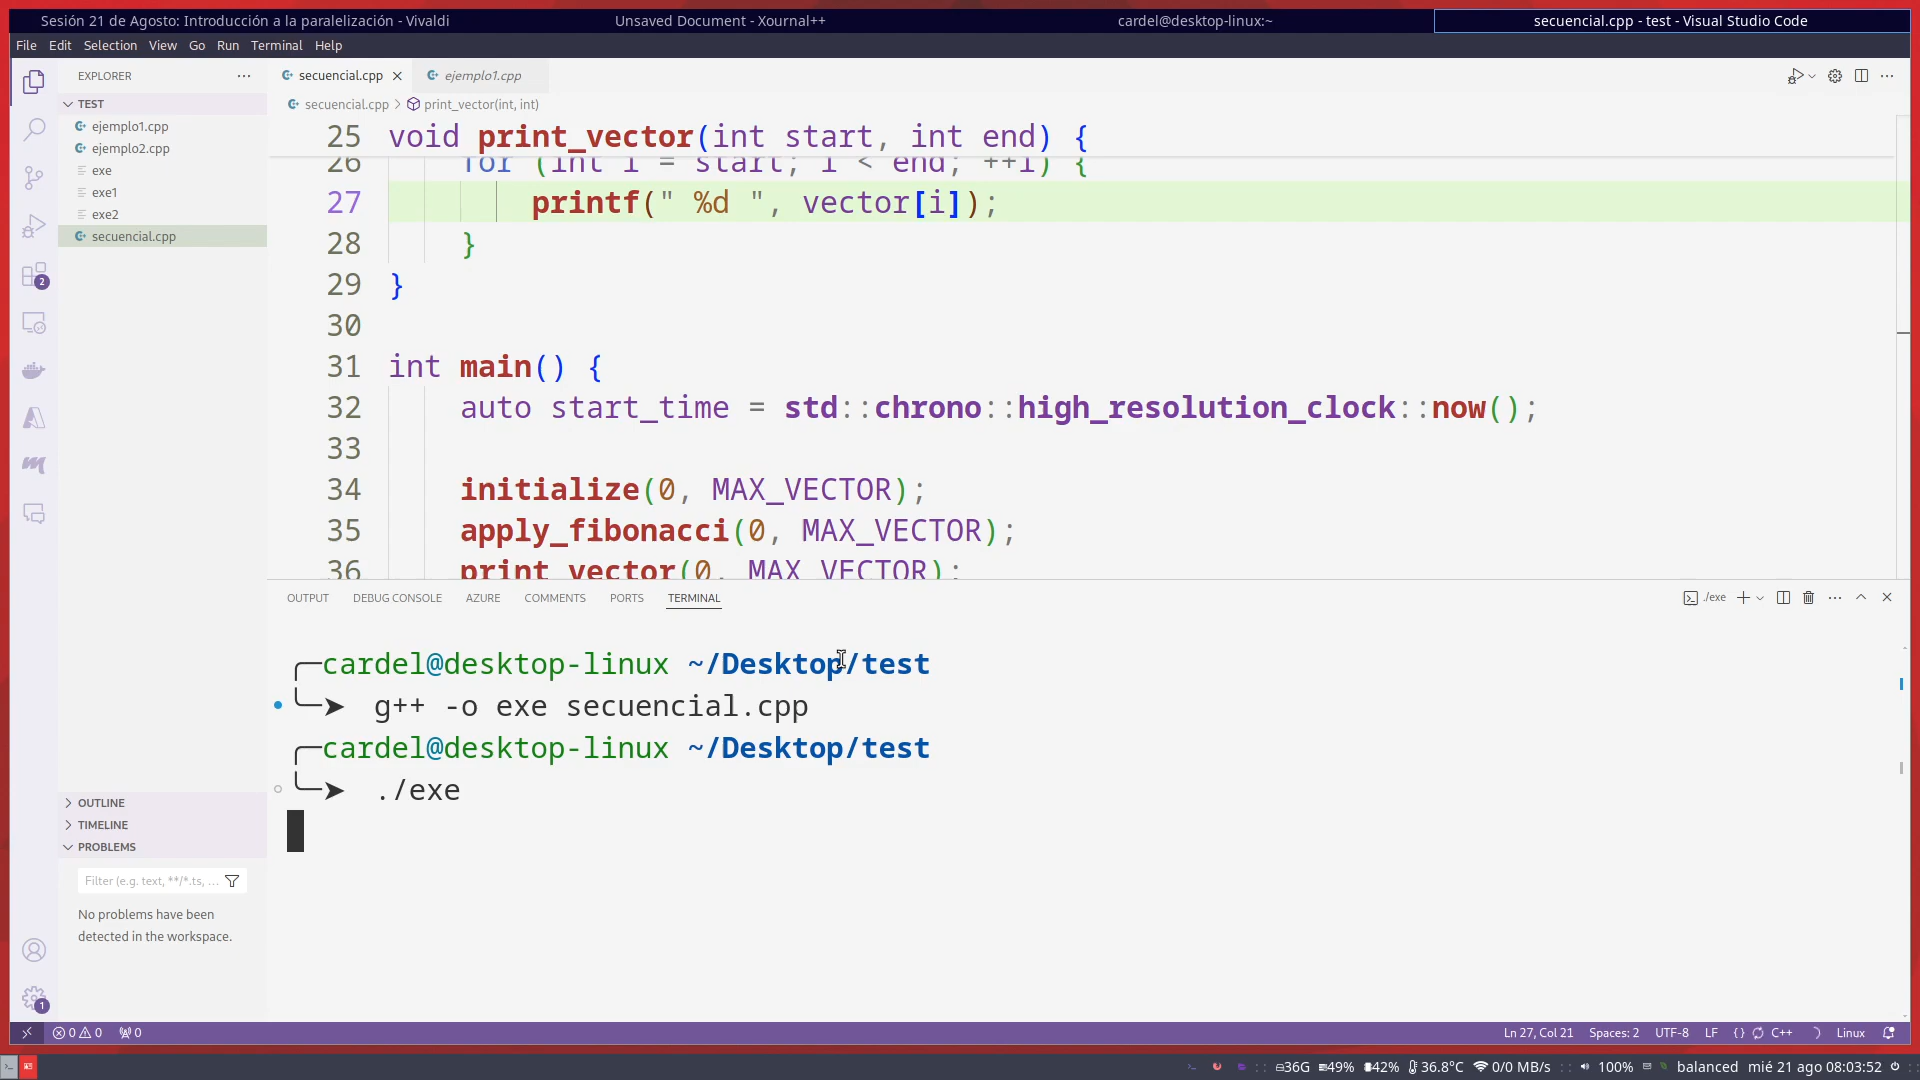 Sesión 21 de Agosto: Introducción a la paralelización - Vivaldi
Unsaved Document - Xournal++
cardel@desktop-linux:~
secuencial.cpp - test - Visual Studio Code
File Edit Selection View Go Run Terminal Help
EXPLORER
TEST
ejemplo1.cpp
ejemplo2.cpp
exe
exe1
exe2
secuencial.cpp
2
OUTLINE
TIMELINE
PROBLEMS
Filter (e.g. text, **/*.ts, ...
No problems have been
detected in the workspace.
1
secuencial.cpp
ejemplo1.cpp
secuencial.cpp > print_vector(int, int)
25 void print_vector(int start, int end) {
26 for (int i = start; i < end; ++i) {
27 printf(" %d ", vector[i]);
28 }
29 }
30
31 int main() {
32 auto start_time = std::chrono::high_resolution_clock::now();
33
34 initialize(0, MAX_VECTOR);
35 apply_fibonacci(0, MAX_VECTOR);
36 print_vector(0, MAX_VECTOR);
OUTPUT DEBUG CONSOLE AZURE COMMENTS PORTS TERMINAL
./exe
cardel@desktop-linux ~/Desktop/test
g++ -o exe secuencial.cpp
cardel@desktop-linux ~/Desktop/test
./exe
0 0 0
Ln 27, Col 21 Spaces: 2 UTF-8 LF {} C++ Linux
36G 49% 42% 36.8°C 0/0 MB/s :: 100% balanced mié 21 ago 08:03:52